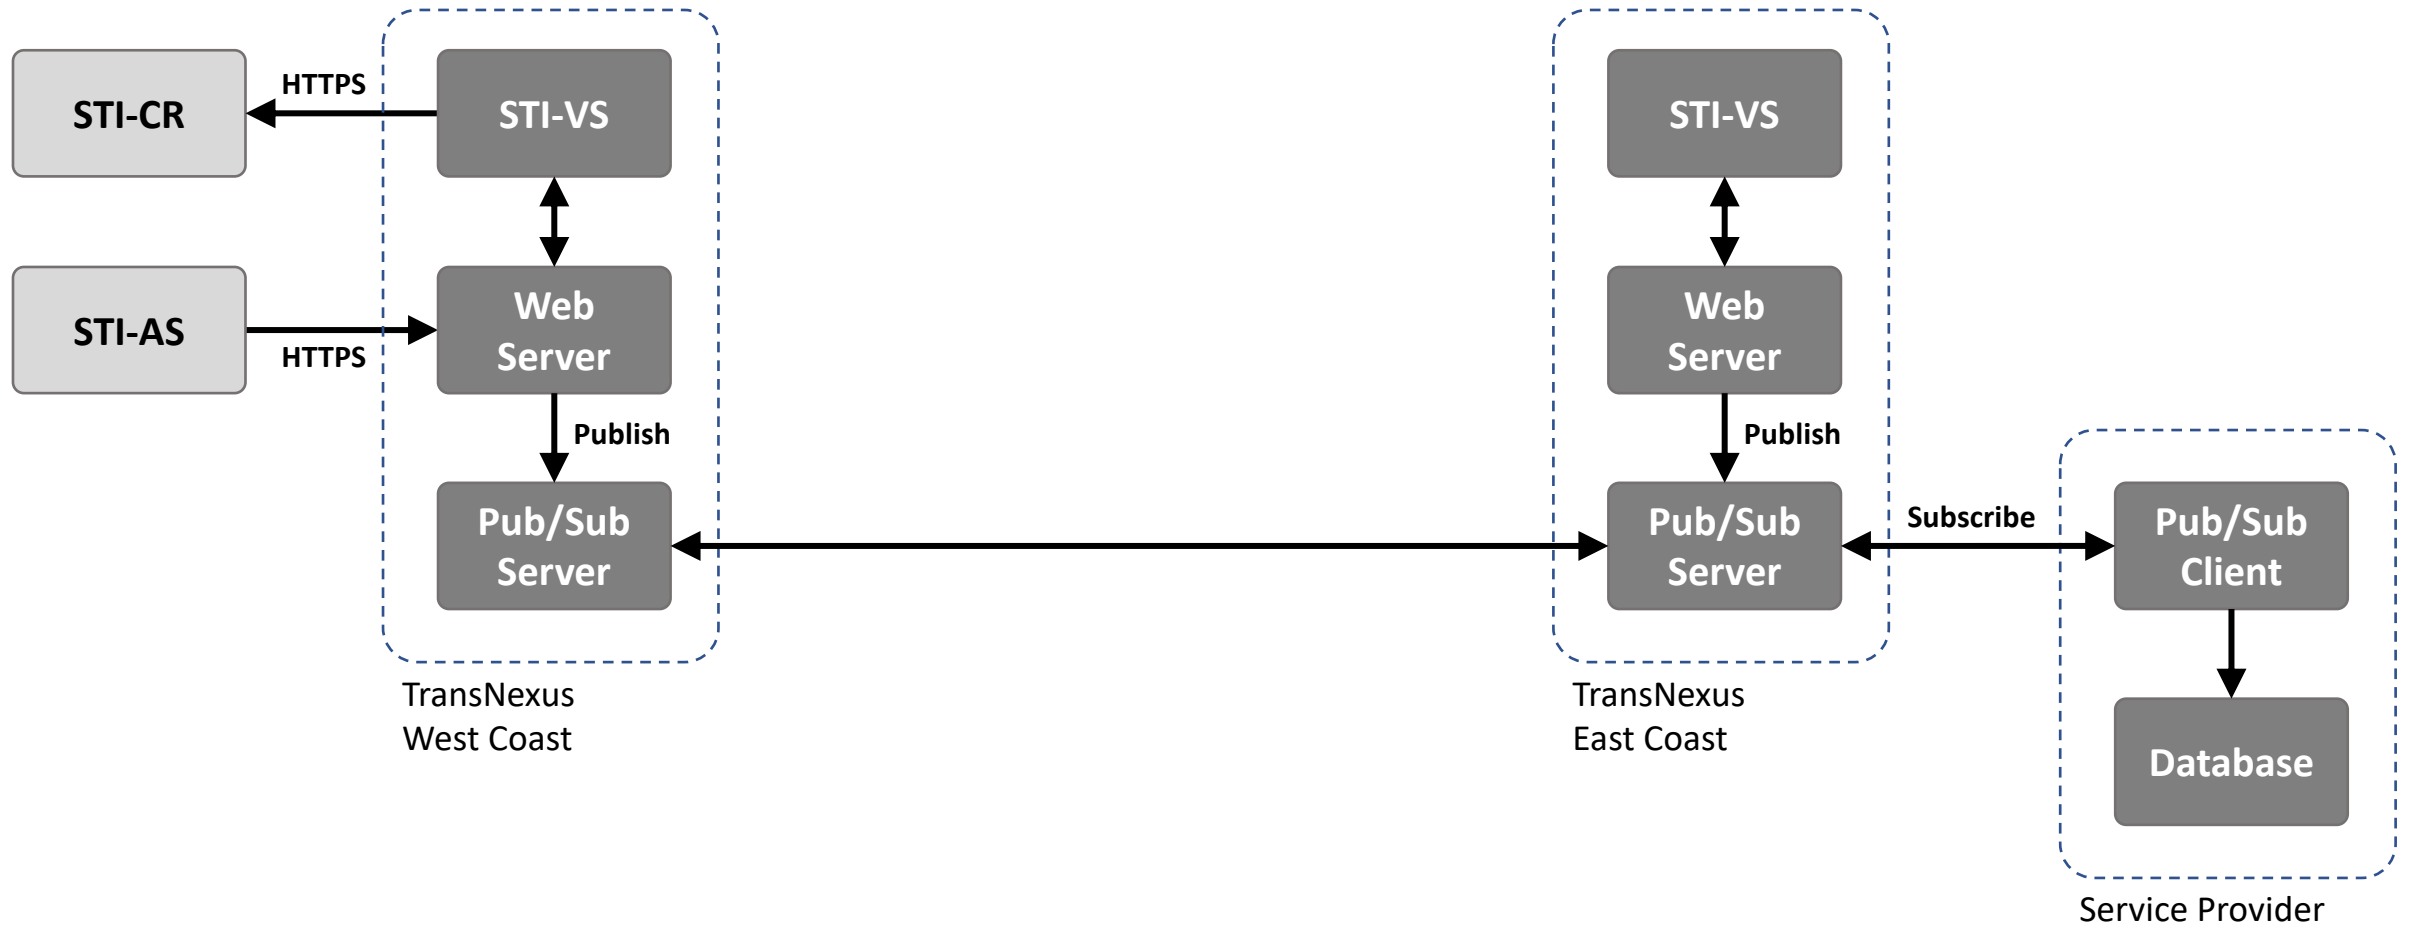 HTTPS
STI-CR
STI-VS
STI-VS
STI-AS
HTTPS
Web
Server
Web
Server
Publish
Publish
Pub/Sub
Server
Pub/Sub
Server
Subscribe
Pub/Sub
Client
TransNexus
West Coast
TransNexus
East Coast
Database
Service Provider